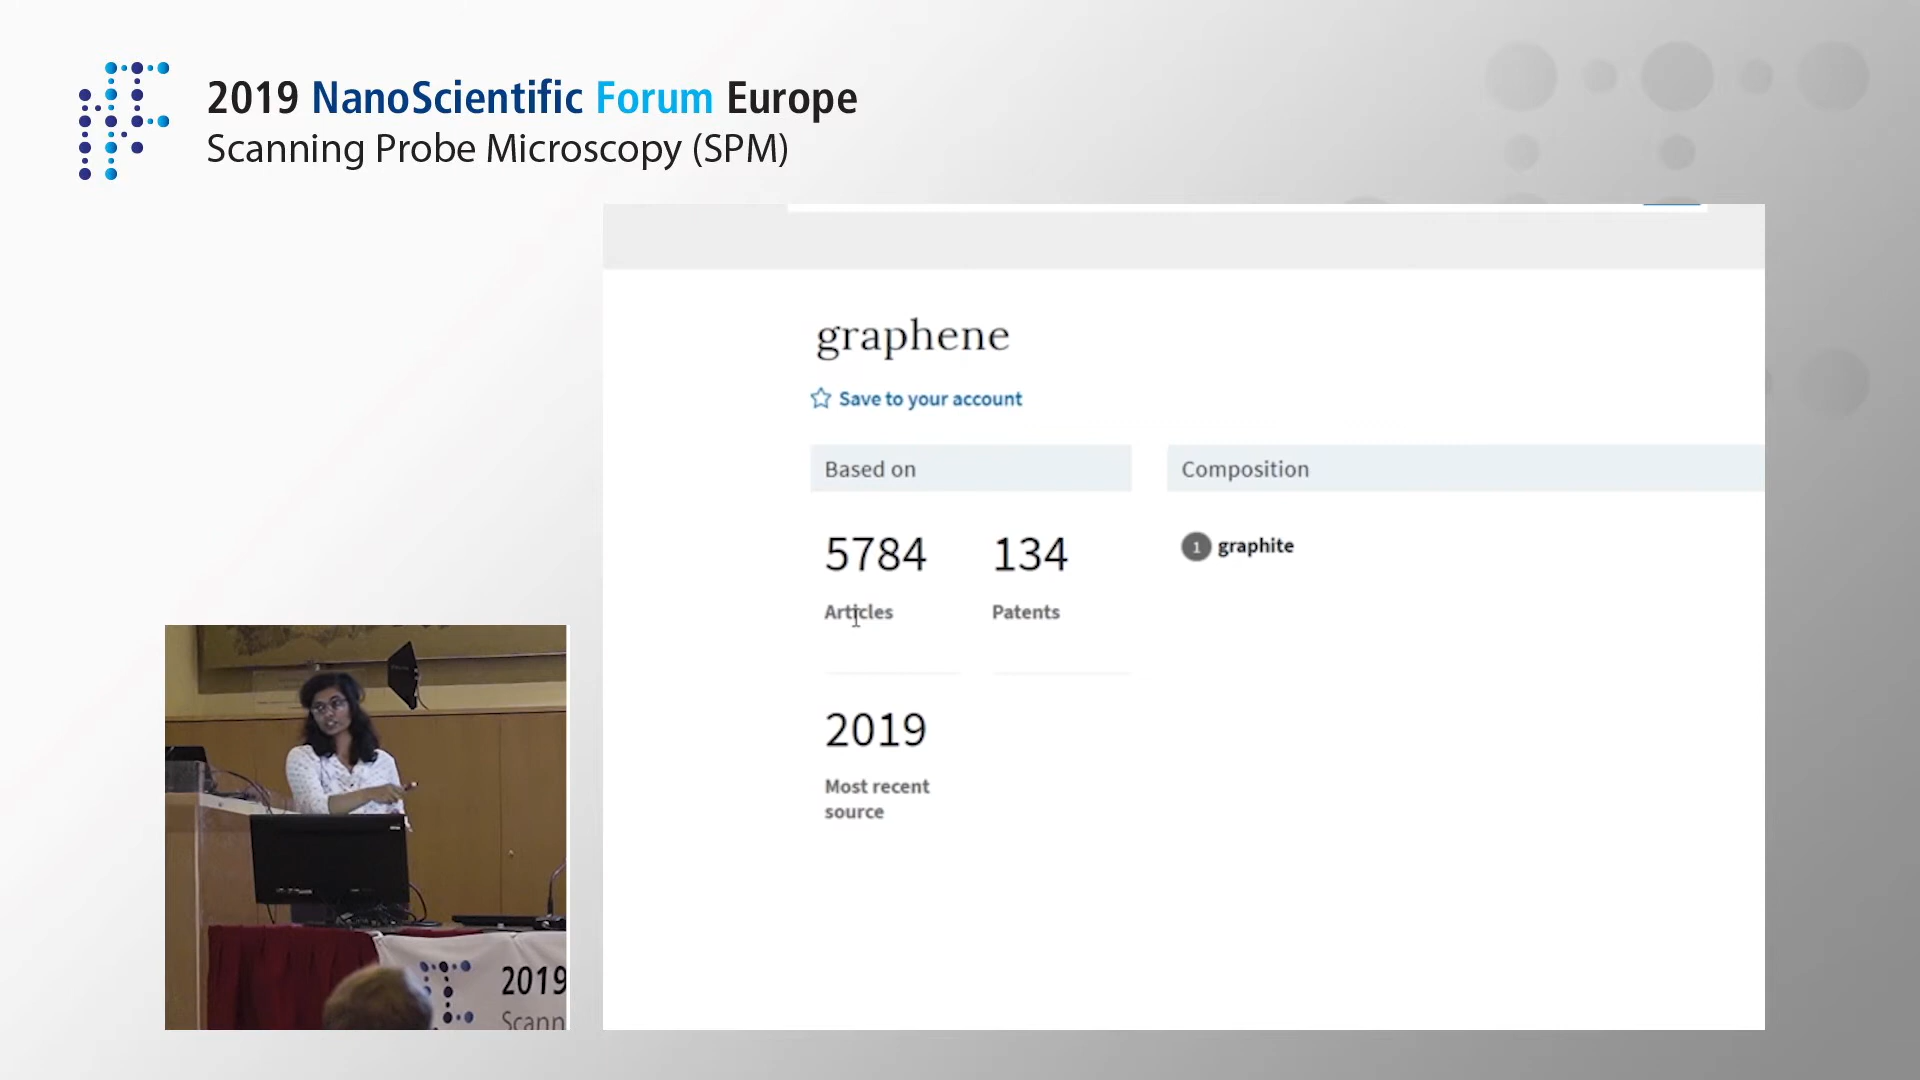 2019 NanoScientific Forum Europe
Scanning Probe Microscopy (SPM)
graphene
Save to your account
Based on
Composition
5784
134
1 graphite
Articles
Patents
2019
Most recent
source
2019
Scann